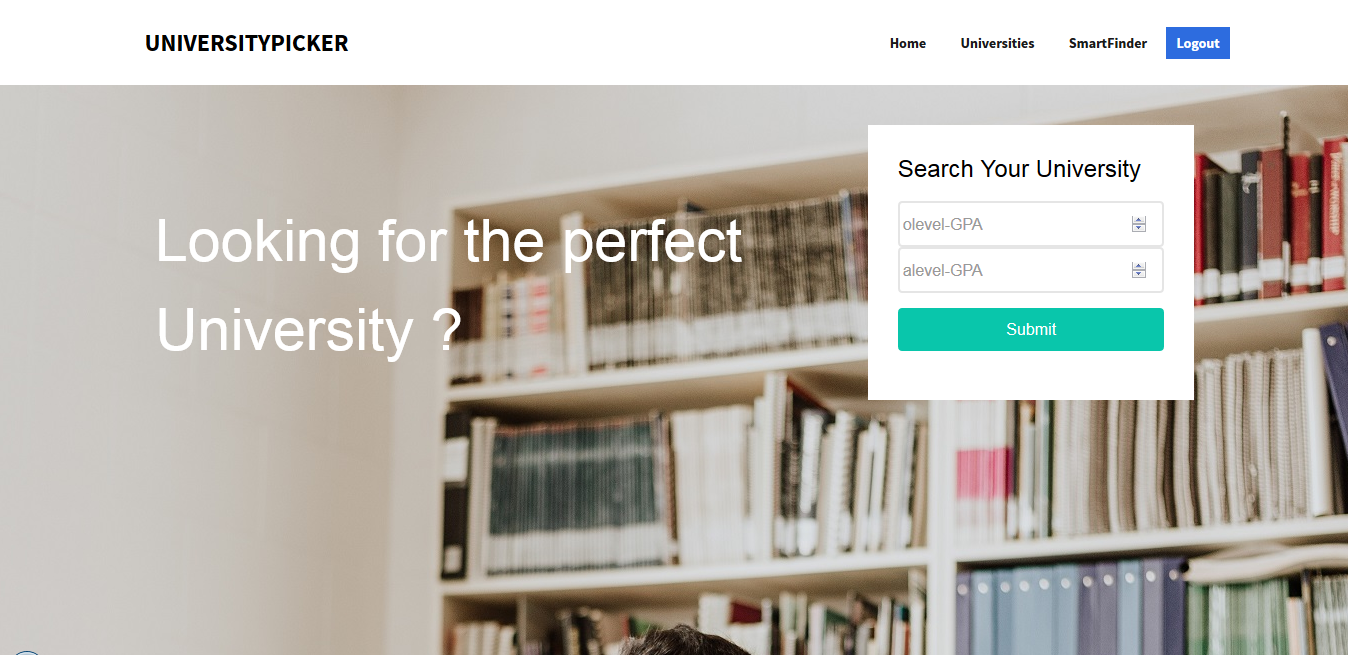 UNIVERSITYPICKER
Home Universities SmartFinder Logout
Looking for the perfect
University ?
Search Your University
olevel-GPA
alevel-GPA
Submit